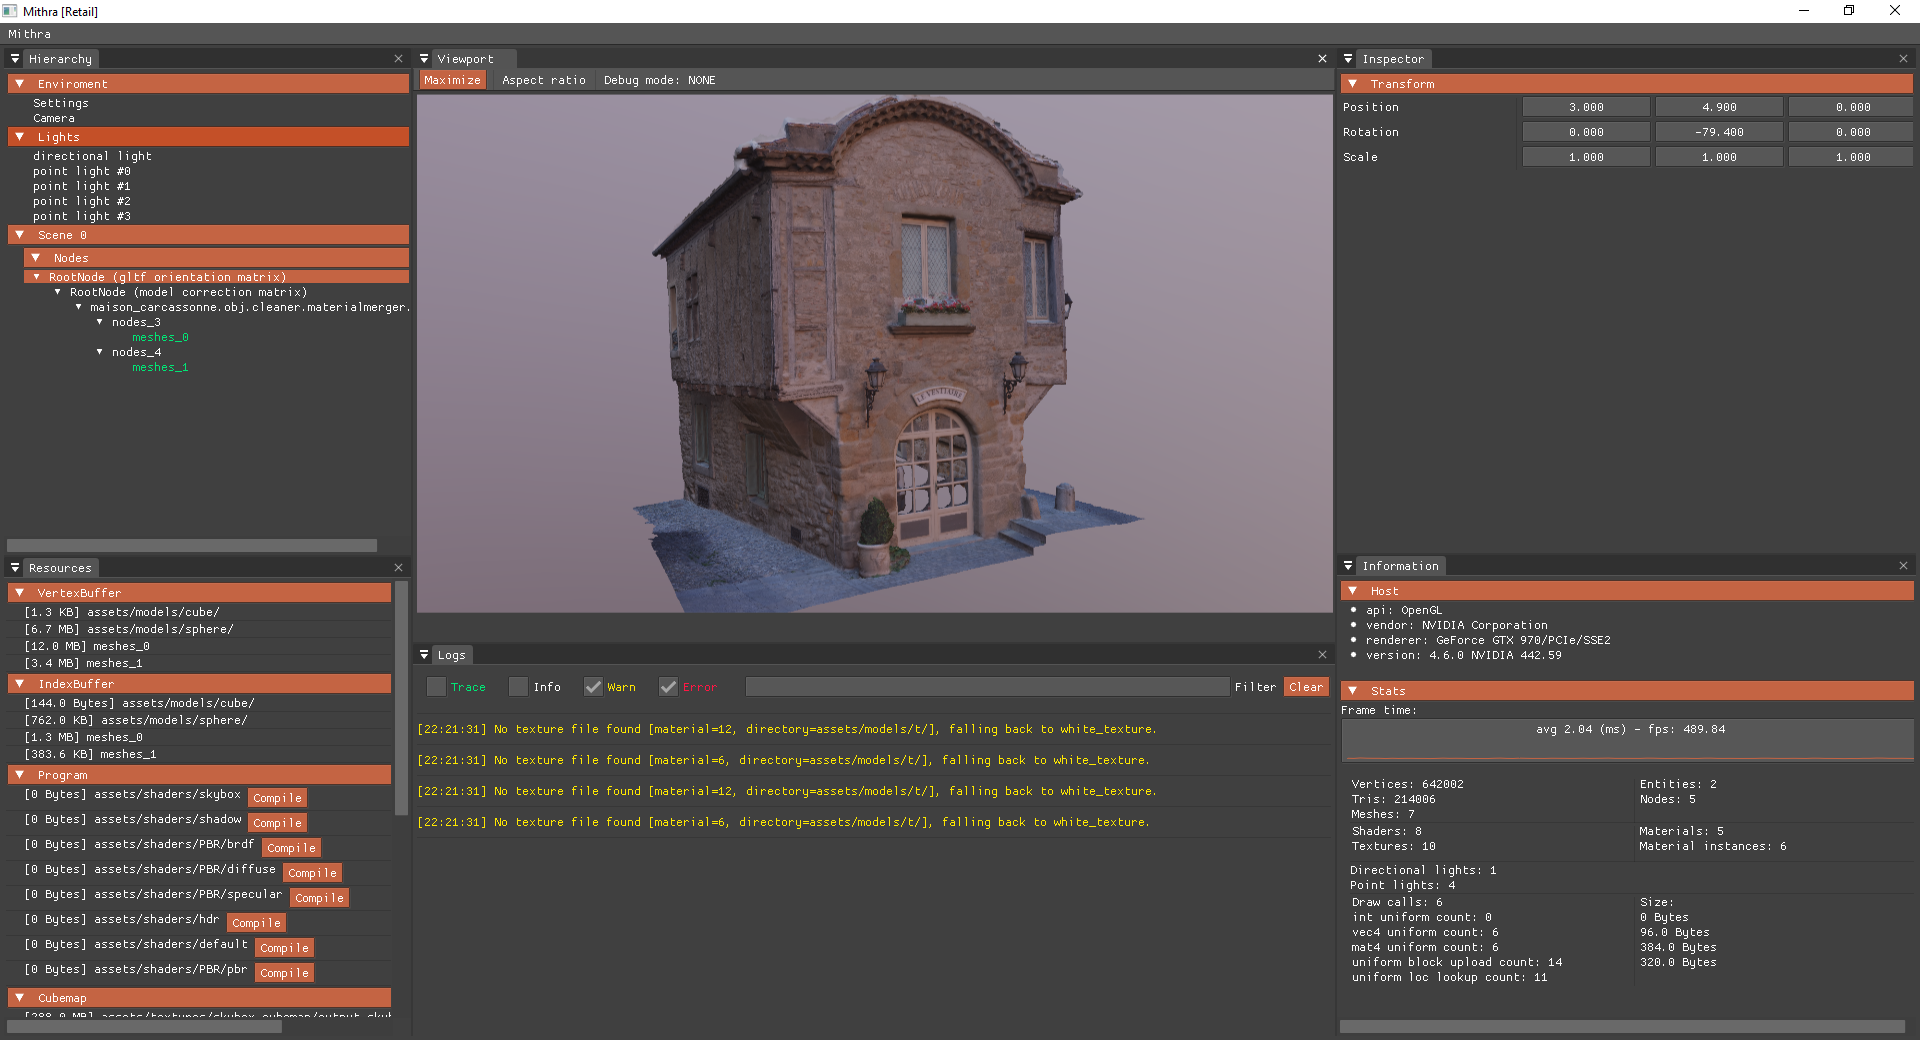 Mithra [Retail]
Mithra
Hierarchy
Enviroment
Settings
Camera
Lights
directional light
point light #0
point light #1
point light #2
point light #3
Scene 0
Nodes
RootNode (gltf orientation matrix)
RootNode (model correction matrix)
maison_carcassonne.obj.cleaner.materialmerger.
nodes_3
meshes_0
nodes_4
meshes_1
Resources
VertexBuffer
[1.3 KB] assets/models/cube/
[6.7 MB] assets/models/sphere/
[12.0 MB] meshes_0
[3.4 MB] meshes_1
IndexBuffer
[144.0 Bytes] assets/models/cube/
[762.0 KB] assets/models/sphere/
[1.3 MB] meshes_0
[383.6 KB] meshes_1
Program
[0 Bytes] assets/shaders/skybox Compile
[0 Bytes] assets/shaders/shadow Compile
[0 Bytes] assets/shaders/PBR/brdf Compile
[0 Bytes] assets/shaders/PBR/diffuse Compile
[0 Bytes] assets/shaders/PBR/specular Compile
[0 Bytes] assets/shaders/hdr Compile
[0 Bytes] assets/shaders/default Compile
[0 Bytes] assets/shaders/PBR/pbr Compile
Cubemap
Viewport
Maximize Aspect ratio Debug mode: NONE
LE VESTIAIRE
Logs
Trace Info Warn Error Filter Clear
[22:21:31] No texture file found [material=12, directory=assets/models/t/], falling back to white_texture.
[22:21:31] No texture file found [material=6, directory=assets/models/t/], falling back to white_texture.
[22:21:31] No texture file found [material=12, directory=assets/models/t/], falling back to white_texture.
[22:21:31] No texture file found [material=6, directory=assets/models/t/], falling back to white_texture.
Inspector
Transform
Position 3.000 4.900 0.000
Rotation 0.000 -79.400 0.000
Scale 1.000 1.000 1.000
Information
Host
api: OpenGL
vendor: NVIDIA Corporation
renderer: GeForce GTX 970/PCIe/SSE2
version: 4.6.0 NVIDIA 442.59
Stats
Frame time:
avg 2.04 (ms) - fps: 489.84
Vertices: 642002 Entities: 2
Tris: 214006 Nodes: 5
Meshes: 7
Shaders: 8 Materials: 5
Textures: 10 Material instances: 6
Directional lights: 1
Point lights: 4
Draw calls: 6 Size:
int uniform count: 0 0 Bytes
vec4 uniform count: 6 96.0 Bytes
mat4 uniform count: 6 384.0 Bytes
uniform block upload count: 14 320.0 Bytes
uniform loc lookup count: 11